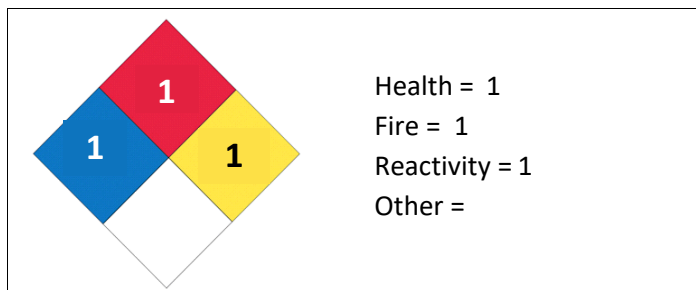 1
1
1
Health = 1
Fire = 1
Reactivity = 1
Other =